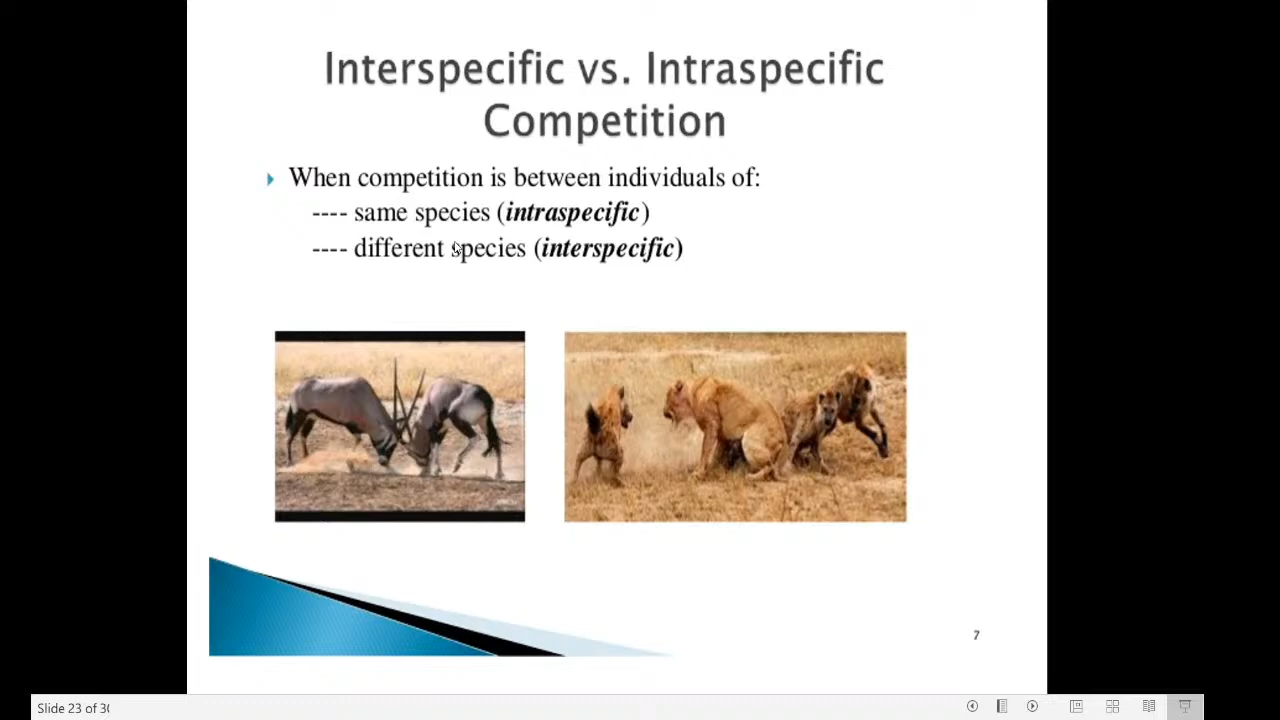 Interspecific vs. Intraspecific
Competition
When competition is between individuals of:
---- same species (intraspecific)
---- different species (interspecific)
7
Slide 23 of 30